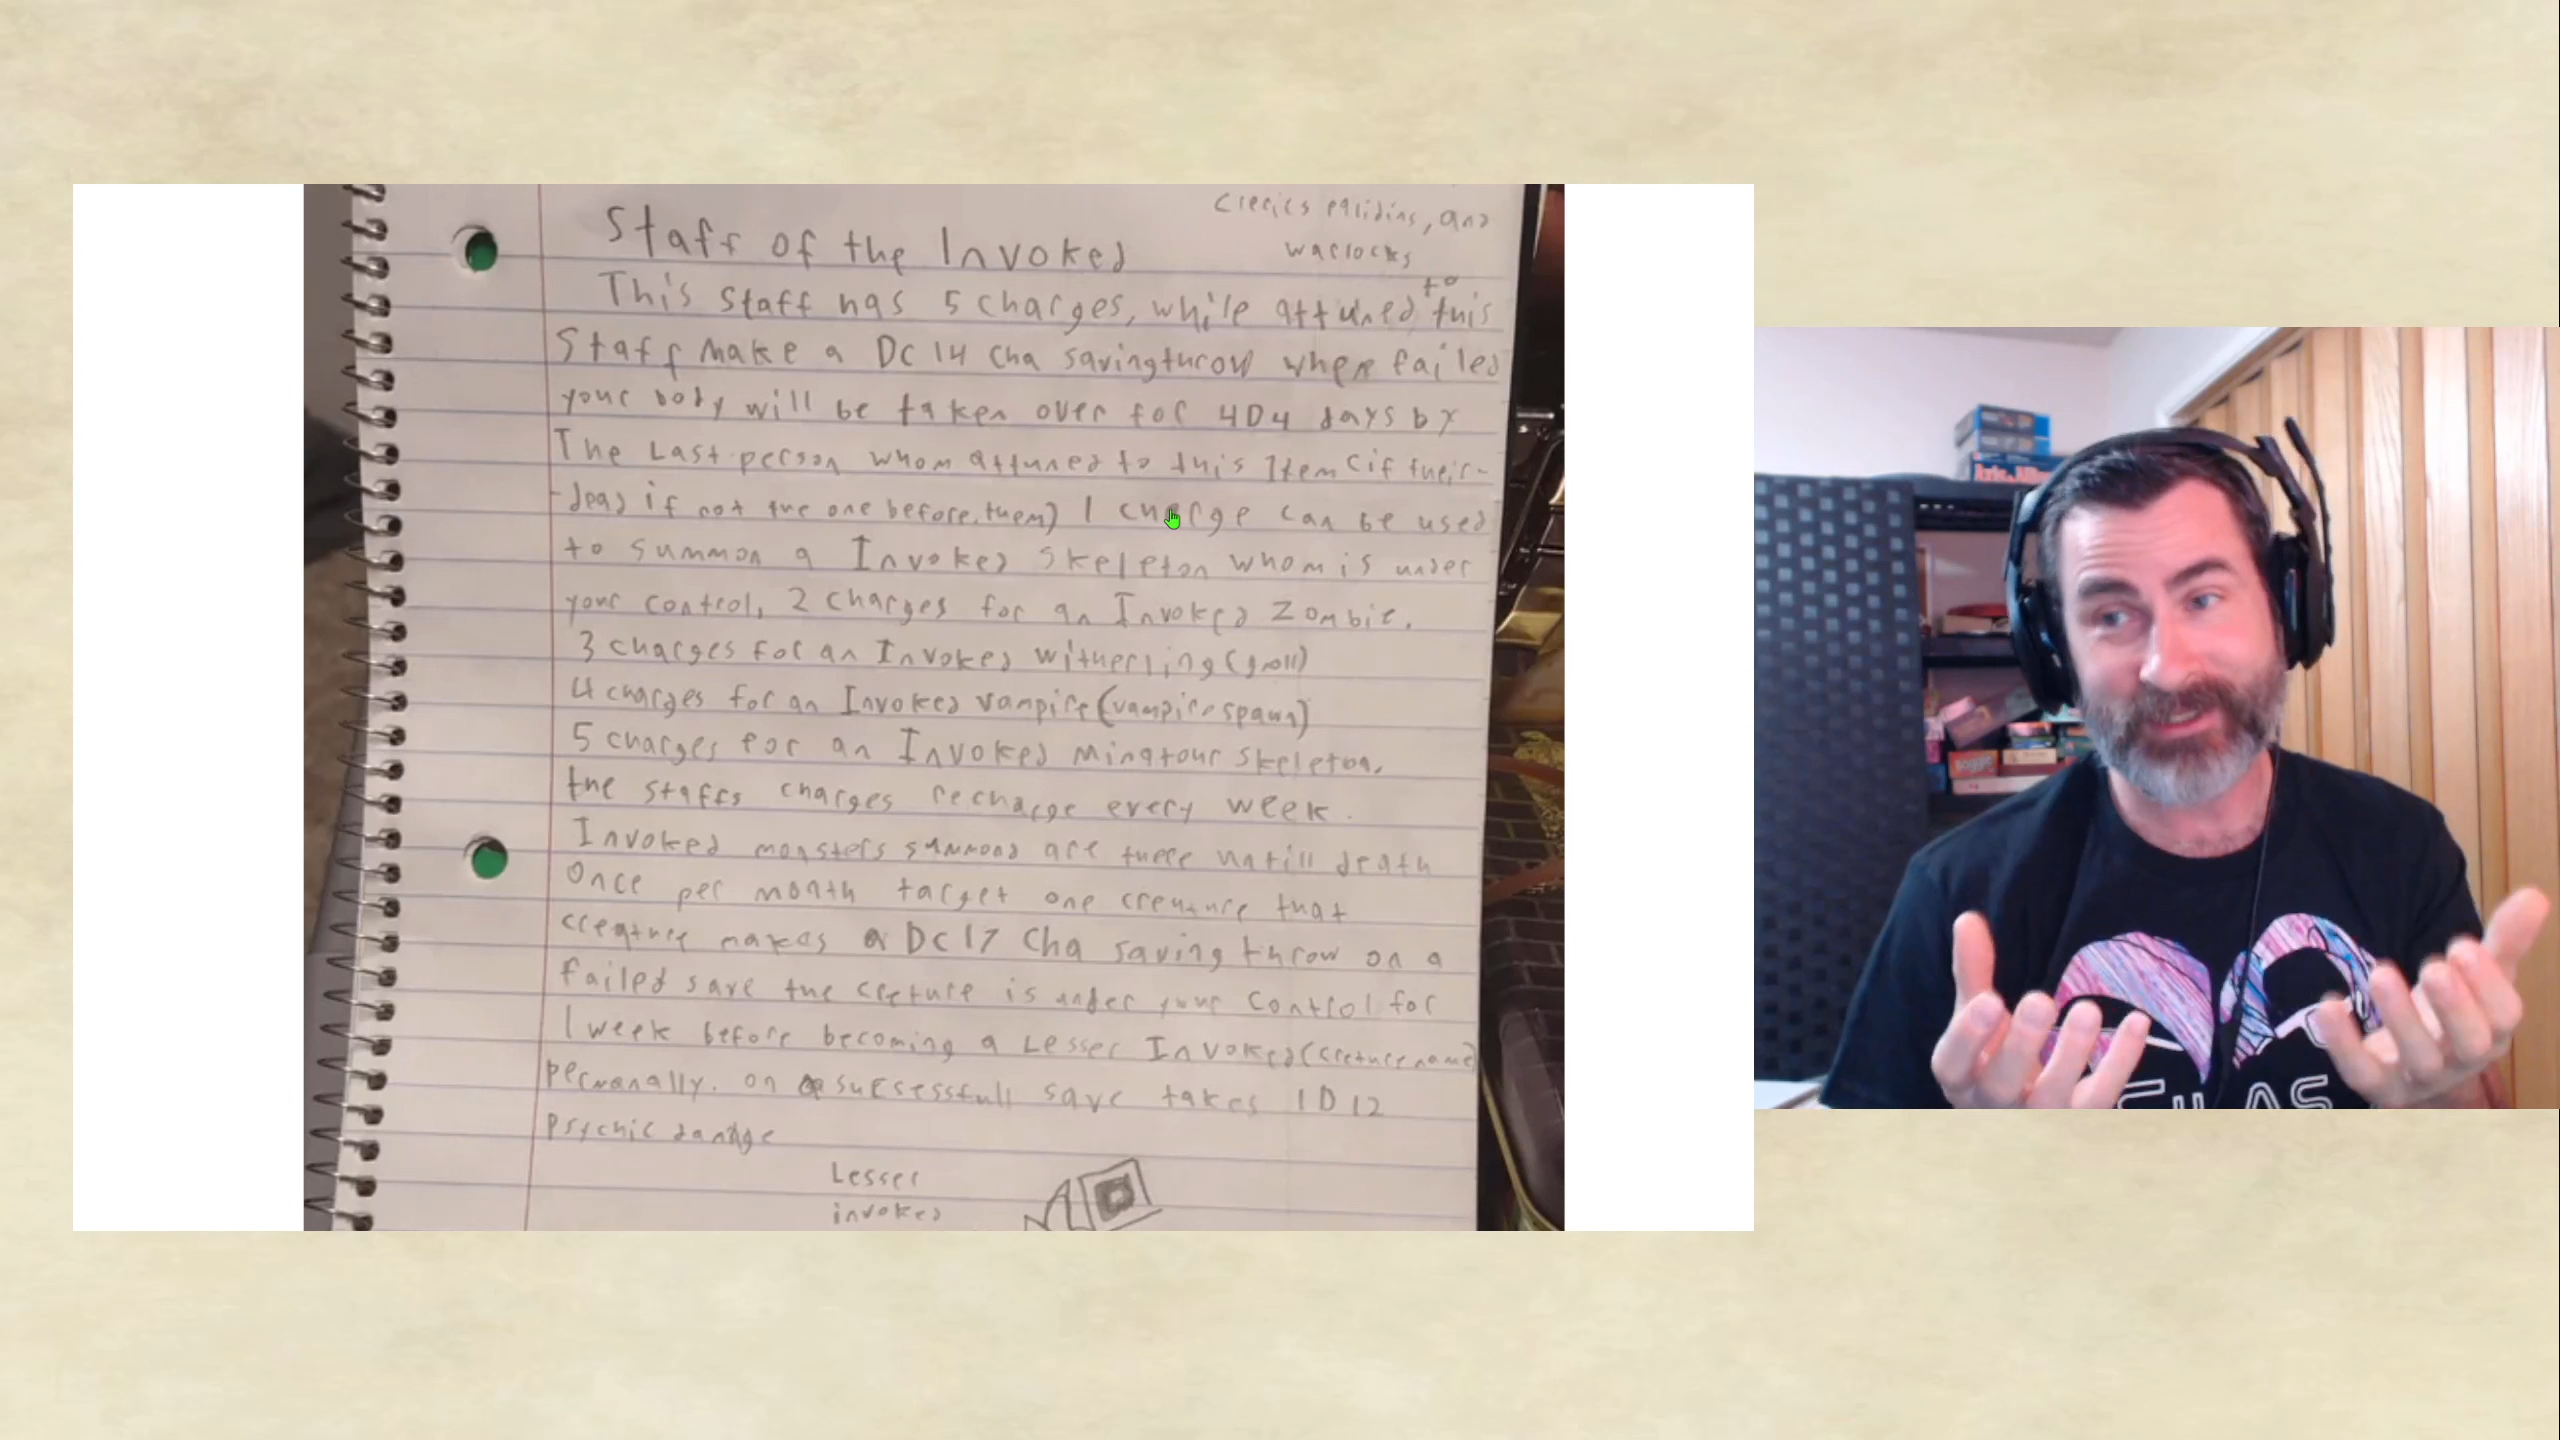 Clerics Palidins, and
warlocks
Staff of the Invoked
This staff has 5 charges, while attuned to this
Staff make a DC 14 Cha savingthrow when failed
your body will be taken over for 4D4 days by
The Last person whom attuned to this Item (if their-
-dead if not the one before them) 1 charge can be used
to summon a Invoked skeleton whom is under
your control, 2 charges for an Invoked Zombie.
3 charges for an Invoked witherling (gnoll)
4 charges for an Invoked vampire (vampire spawn)
5 charges for an Invoked minatour skeleton.
the staffs charges recharge every week.
Invoked monsters summond are there untill death
Once per month target one creature that
creature makes a DC 17 Cha saving throw on a
failed save the creture is under your control for
1 week before becoming a Lesser Invoked (creture name)
permanally. on a sucsessfull save takes 1D12
psychic damage
Lesser
invoked